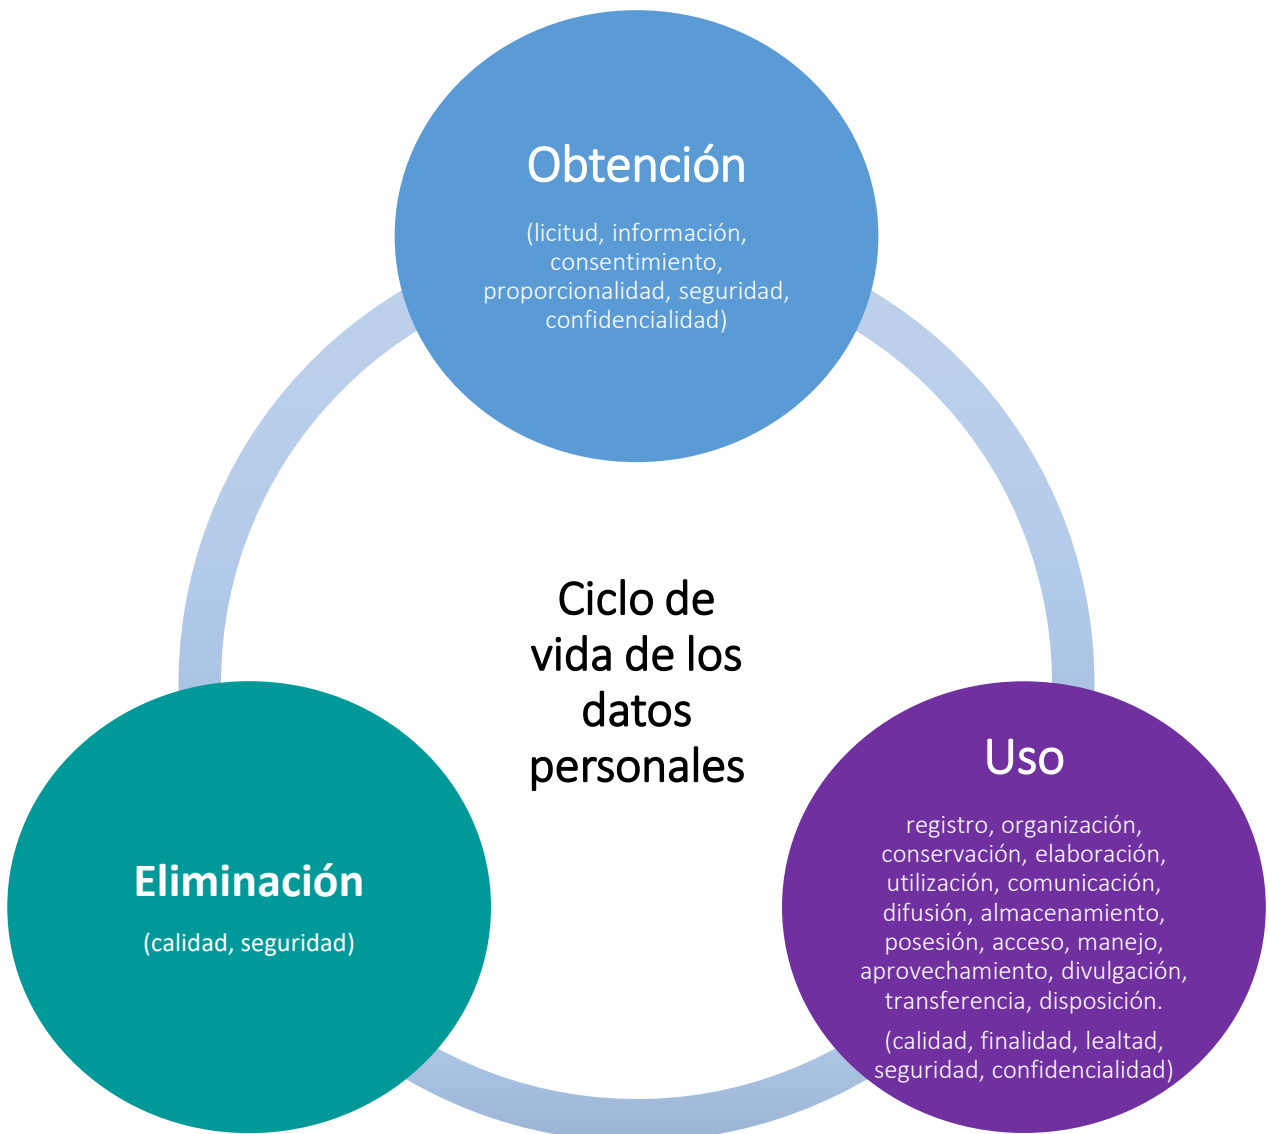 Obtención
(licitud, información,
consentimiento,
proporcionalidad, seguridad,
confidencialidad)
Ciclo de
vida de los
datos
personales
Uso
registro, organización,
conservación, elaboración,
utilización, comunicación,
difusión, almacenamiento,
posesión, acceso, manejo,
aprovechamiento, divulgación,
transferencia, disposición.
(calidad, finalidad, lealtad,
seguridad, confidencialidad)
Eliminación
(calidad, seguridad)